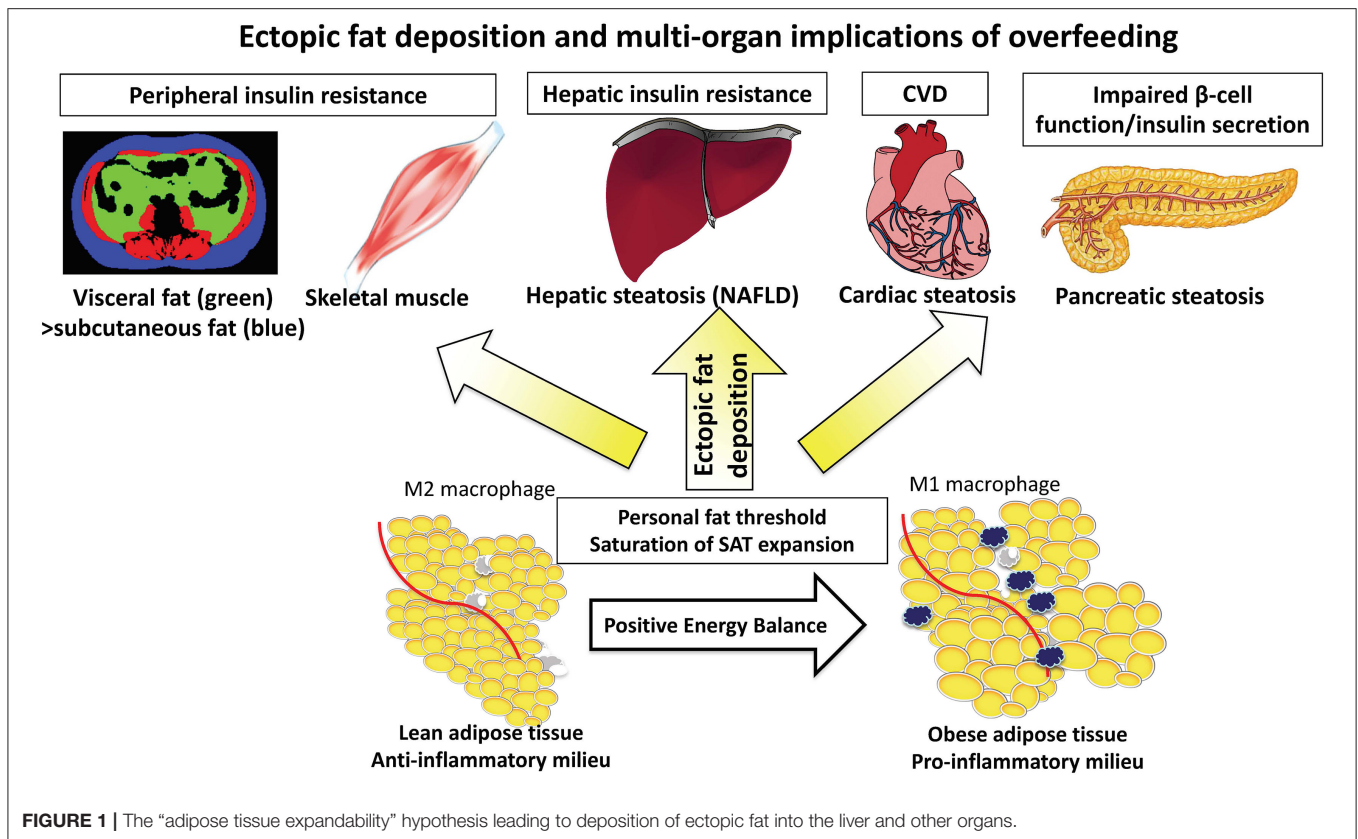 Ectopic fat deposition and multi-organ implications of overfeeding
Peripheral insulin resistance
Hepatic insulin resistance
CVD
Impaired β-cell
function/insulin secretion
Visceral fat (green)
>subcutaneous fat (blue)
Skeletal muscle
Hepatic steatosis (NAFLD)
Cardiac steatosis
Pancreatic steatosis
Ectopic fat
deposition
M2 macrophage
M1 macrophage
Personal fat threshold
Saturation of SAT expansion
Positive Energy Balance
Lean adipose tissue
Anti-inflammatory milieu
Obese adipose tissue
Pro-inflammatory milieu
FIGURE 1 | The “adipose tissue expandability” hypothesis leading to deposition of ectopic fat into the liver and other organs.